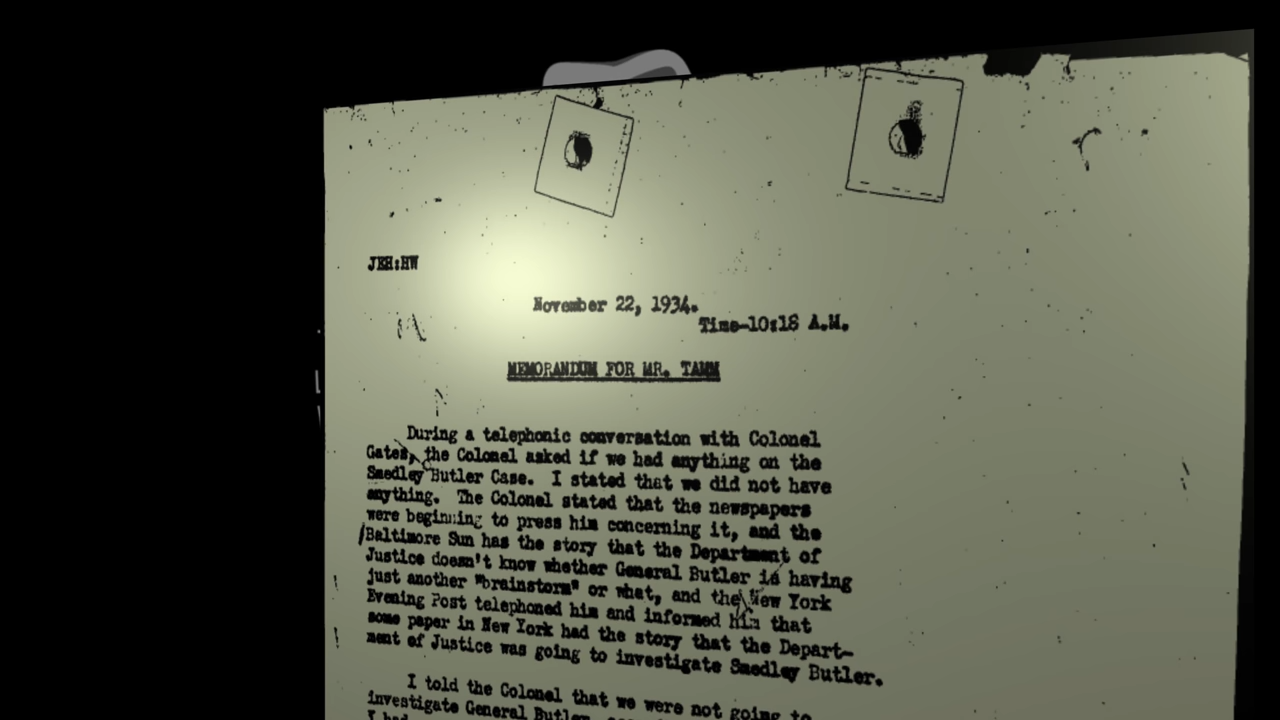 JEH:HW
November 22, 1934.
Time-10:18 A.M.
MEMORANDUM FOR MR. TAMM
During a telephonic conversation with Colonel
Gates, the Colonel asked if we had anything on the
Smedley Butler Case. I stated that we did not have
anything. The Colonel stated that the newspapers
were beginning to press him concerning it, and the
Baltimore Sun has the story that the Department of
Justice doesn't know whether General Butler is having
just another "brainstorm" or what, and the New York
Evening Post telephoned him and informed him that
some paper in New York had the story that the Depart-
ment of Justice was going to investigate Smedley Butler.
I told the Colonel that we were not going to
investigate General Butler,
I had